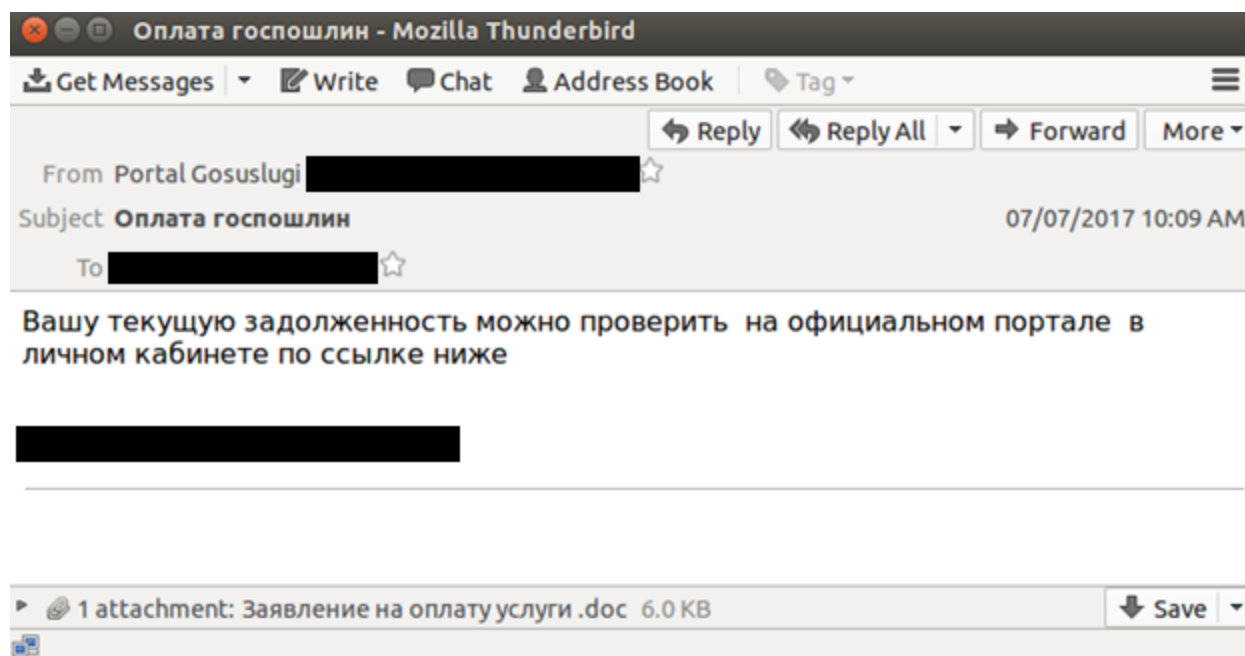 Оплата госпошлин - Mozilla Thunderbird
Get Messages Write Chat Address Book Tag
Reply Reply All Forward More
From Portal Gosuslugi
Subject Оплата госпошлин 07/07/2017 10:09 AM
To
Вашу текущую задолженность можно проверить на официальном портале в
личном кабинете по ссылке ниже
1 attachment: Заявление на оплату услуги .doc 6.0 KB Save